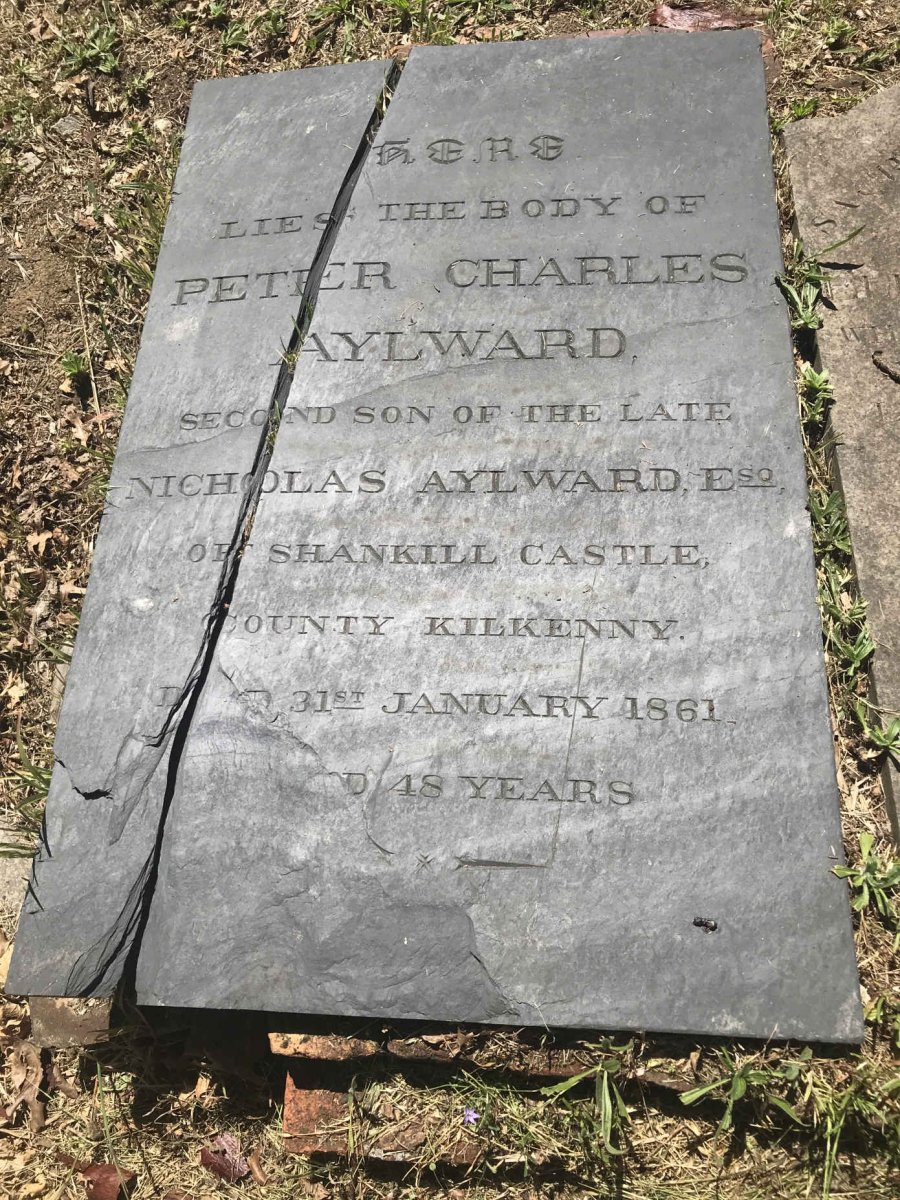 HERE
LIES THE BODY OF
PETER CHARLES
AYLWARD,
SECOND SON OF THE LATE
NICHOLAS AYLWARD, ESQ,
OF SHANKILL CASTLE,
COUNTY KILKENNY.
31ST JANUARY 1861.
48 YEARS